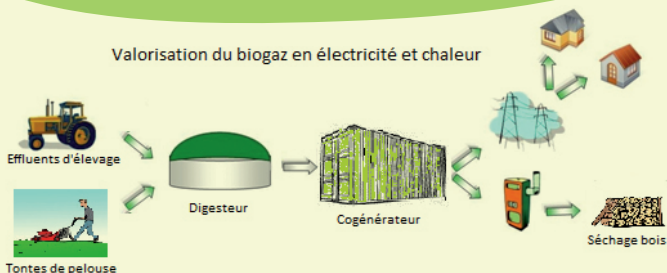 Valorisation du biogaz en électricité et chaleur
Effluents d'élevage
Tontes de pelouse
Digesteur
Cogénérateur
Séchage bois